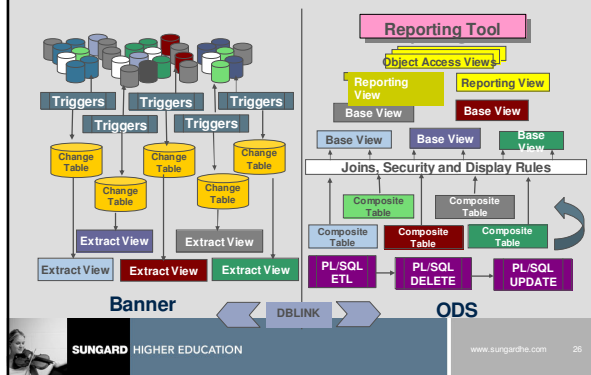 Reporting Tool
Object Access Views
Reporting
View
Reporting View
Base View
Base View
Base View
Base View
Base
View
Joins, Security and Display Rules
Composite
Table
Composite
Table
Composite
Table
Composite
Table
Composite
Table
PL/SQL
ETL
PL/SQL
DELETE
PL/SQL
UPDATE
ODS
Triggers
Triggers
Triggers
Triggers
Triggers
Change
Table
Change
Table
Change
Table
Change
Table
Change
Table
Extract View
Extract View
Extract View
Extract View
Extract View
Banner
DBLINK
SUNGARD HIGHER EDUCATION
www.sungardhe.com 26